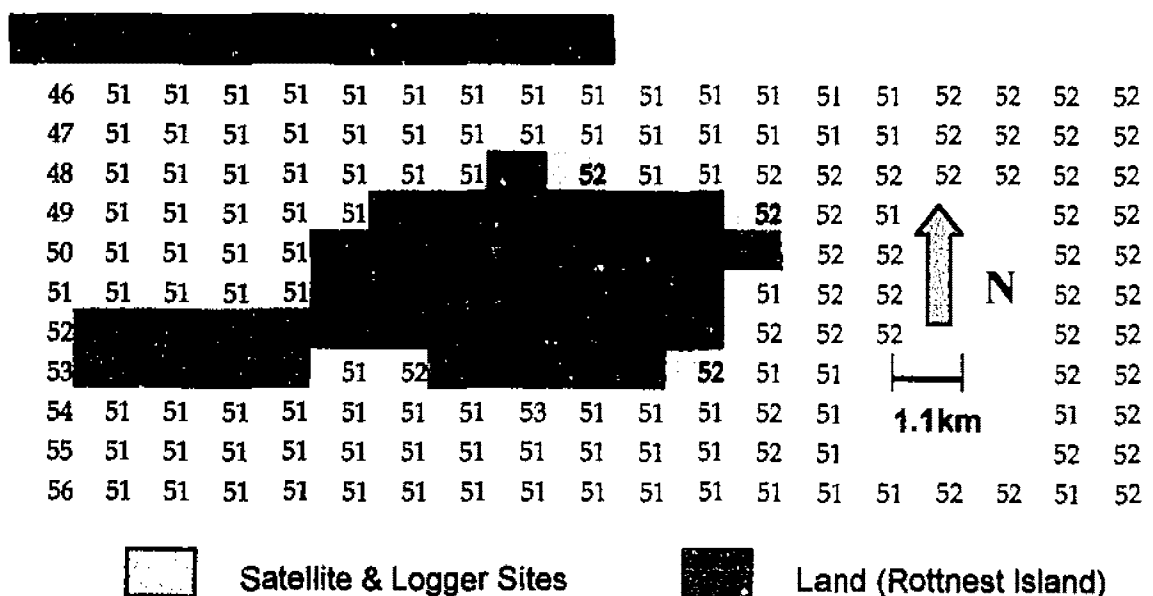 46 51 51 51 51 51 51 51 51 51 51 51 51 51 51 52 52 52 52
47 51 51 51 51 51 51 51 51 51 51 51 51 51 51 52 52 52 52
48 51 51 51 51 51 51 51 52 51 51 52 52 52 52 52 52 52
49 51 51 51 51 51 52 52 51 52 52
50 51 51 51 51 52 52 52 52
51 51 51 51 51 51 52 52 N 52 52
52 52 52 52 52 52
53 51 52 52 51 51 52 52
54 51 51 51 51 51 51 51 53 51 51 51 52 51 1.1km 51 52
55 51 51 51 51 51 51 51 51 51 51 51 52 51 52 52
56 51 51 51 51 51 51 51 51 51 51 51 51 51 51 52 52 51 52
Satellite & Logger Sites Land (Rottnest Island)